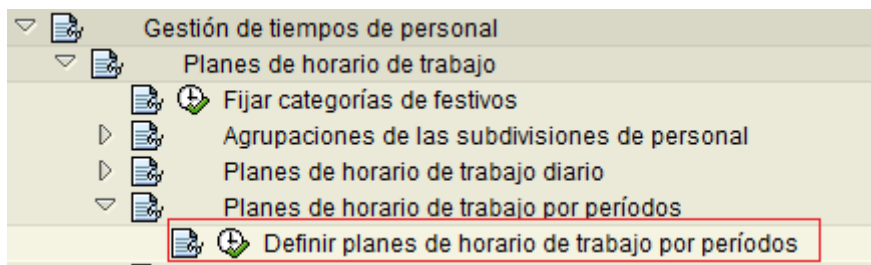 Gestión de tiempos de personal
Planes de horario de trabajo
Fijar categorías de festivos
Agrupaciones de las subdivisiones de personal
Planes de horario de trabajo diario
Planes de horario de trabajo por períodos
Definir planes de horario de trabajo por períodos